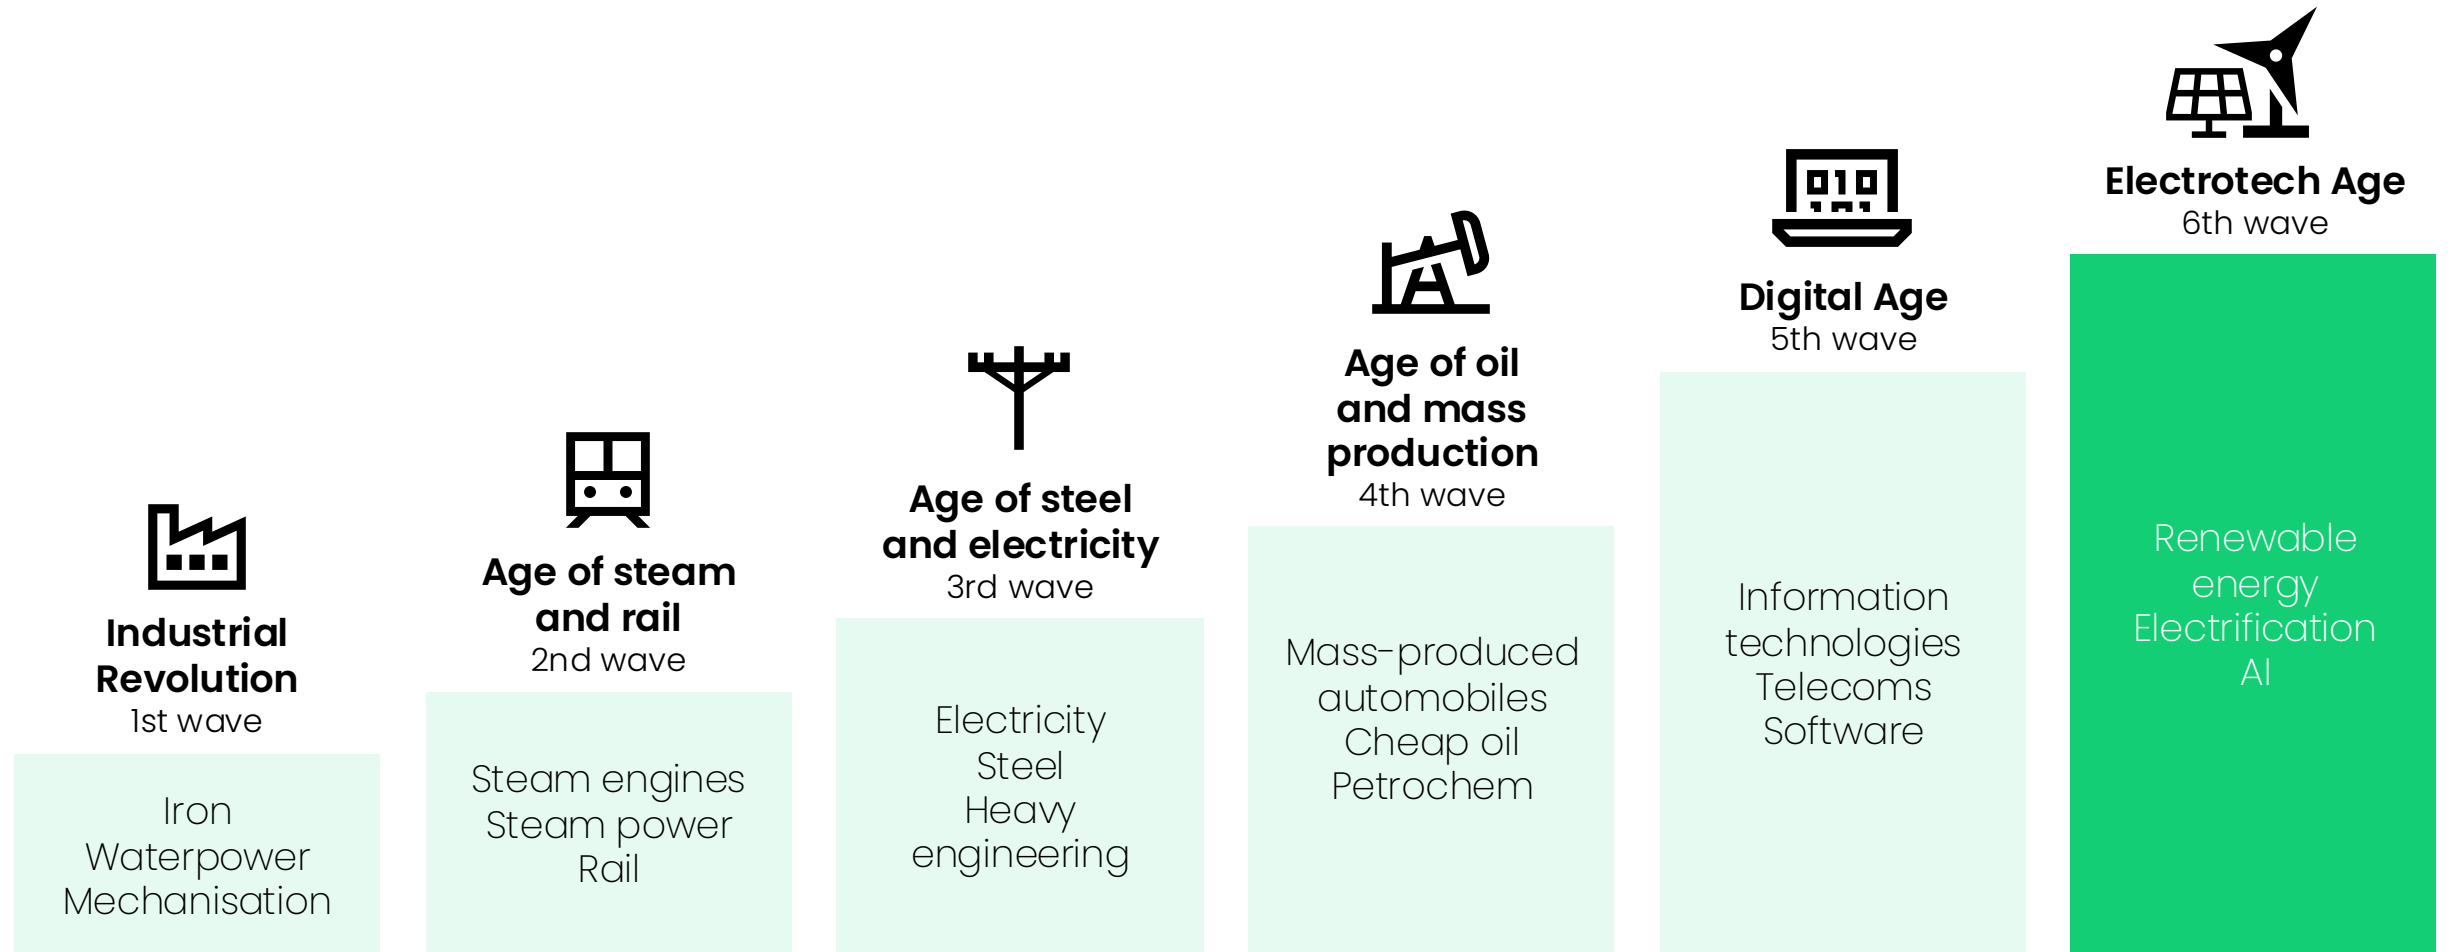 Industrial
Revolution
1st wave
Iron
Waterpower
Mechanisation
Age of steam
and rail
2nd wave
Steam engines
Steam power
Rail
Age of steel
and electricity
3rd wave
Electricity
Steel
Heavy
engineering
Age of oil
and mass
production
4th wave
Mass-produced
automobiles
Cheap oil
Petrochem
010
Digital Age
5th wave
Information
technologies
Telecoms
Software
Electrotech Age
6th wave
Renewable
energy
Electrification
AI